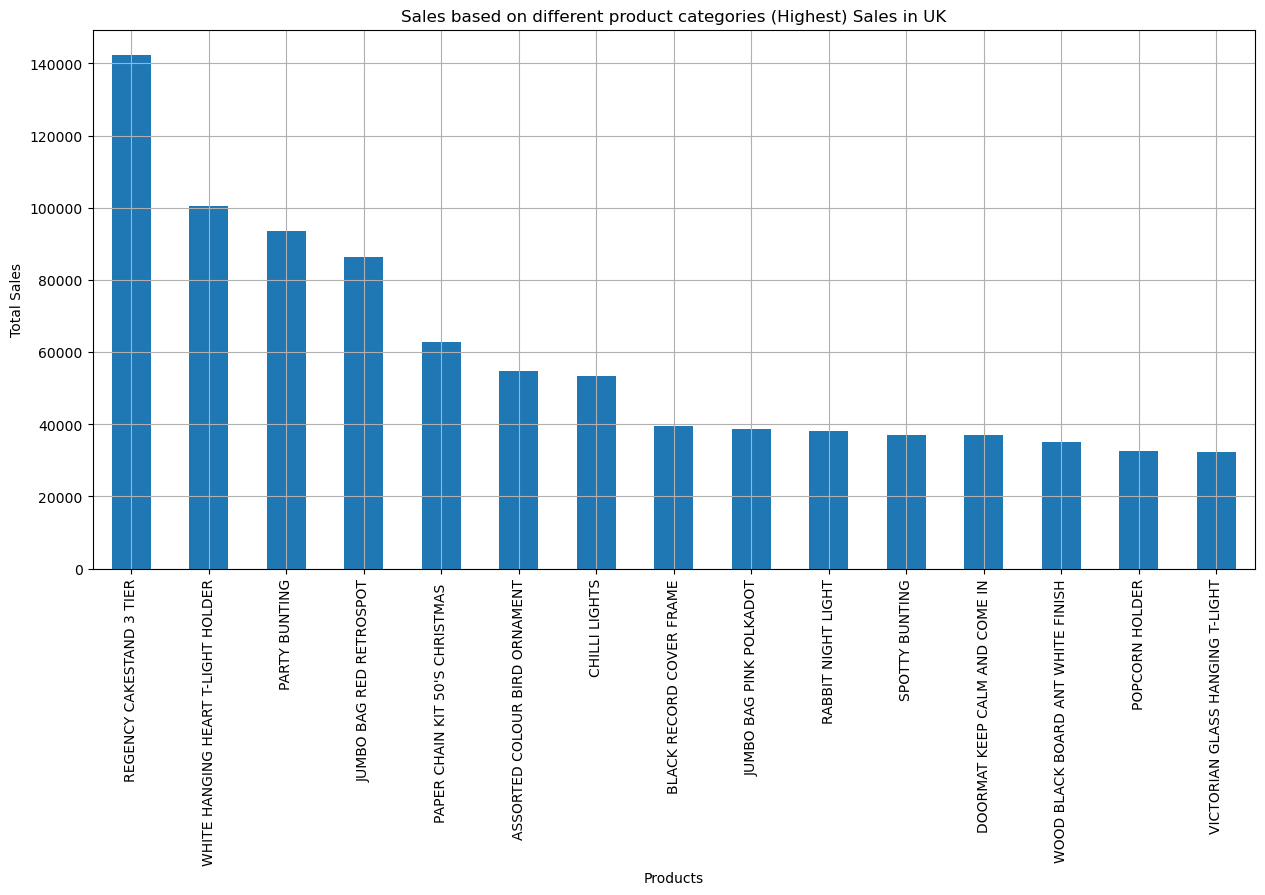 Sales based on different product categories (Highest) Sales in UK
Total Sales
140000
120000
100000
80000
60000
40000
20000
0
REGENCY CAKESTAND 3 TIER
WHITE HANGING HEART T-LIGHT HOLDER
PARTY BUNTING
JUMBO BAG RED RETROSPOT
PAPER CHAIN KIT 50'S CHRISTMAS
ASSORTED COLOUR BIRD ORNAMENT
CHILLI LIGHTS
BLACK RECORD COVER FRAME
JUMBO BAG PINK POLKADOT
RABBIT NIGHT LIGHT
SPOTTY BUNTING
DOORMAT KEEP CALM AND COME IN
WOOD BLACK BOARD ANT WHITE FINISH
POPCORN HOLDER
VICTORIAN GLASS HANGING T-LIGHT
Products